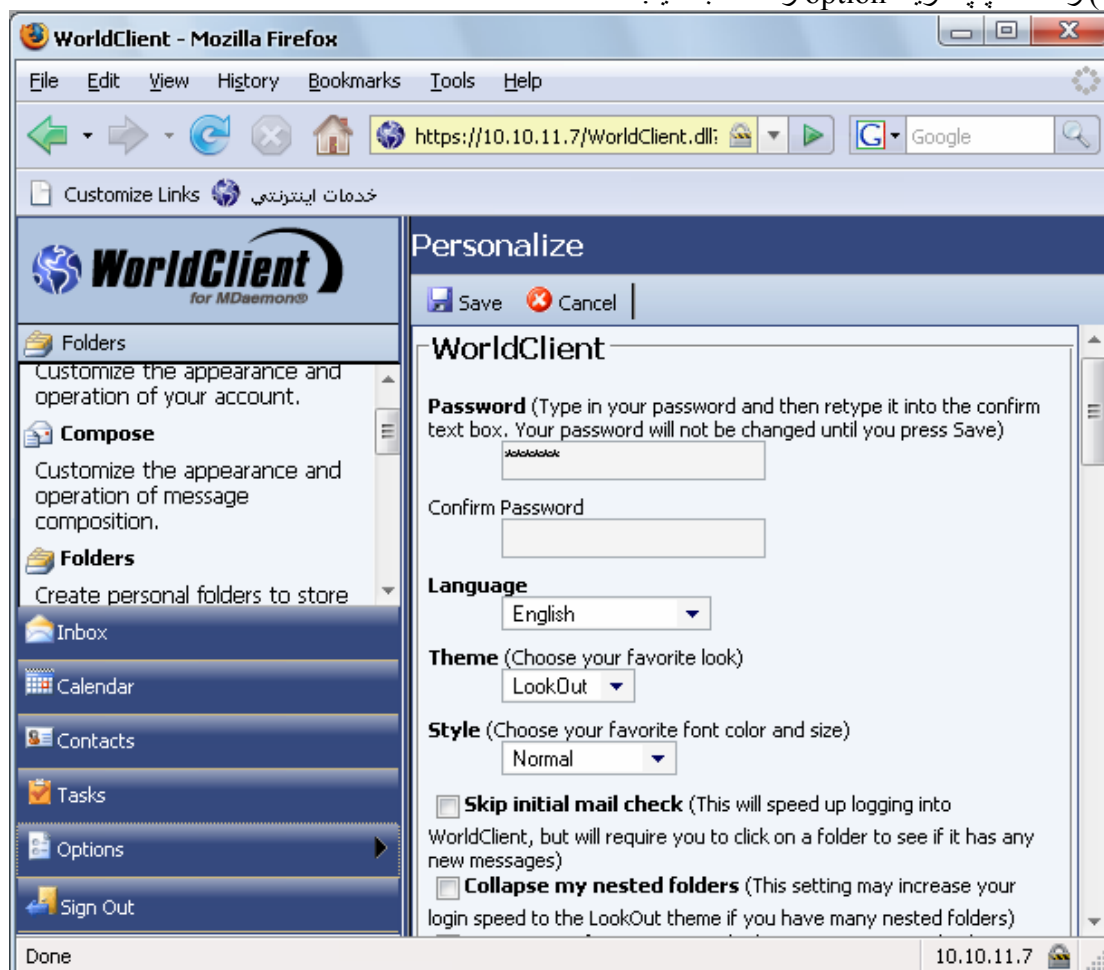 option
WorldClient - Mozilla Firefox
File Edit View History Bookmarks Tools Help
https://10.10.11.7/WorldClient.dll: G Google
Customize Links خدمات اينترنتي
WorldClient
for MDaemon®
Folders
Customize the appearance and
operation of your account.
Compose
Customize the appearance and
operation of message
composition.
Folders
Create personal folders to store
Inbox
Calendar
Contacts
Tasks
Options
Sign Out
Personalize
Save Cancel
WorldClient
Password (Type in your password and then retype it into the confirm
text box. Your password will not be changed until you press Save)
*******
Confirm Password
Language
English
Theme (Choose your favorite look)
LookOut
Style (Choose your favorite font color and size)
Normal
Skip initial mail check (This will speed up logging into
WorldClient, but will require you to click on a folder to see if it has any
new messages)
Collapse my nested folders (This setting may increase your
login speed to the LookOut theme if you have many nested folders)
Done 10.10.11.7